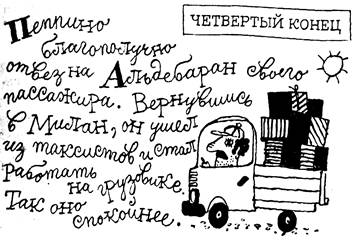 ЧЕТВЕРТЫЙ КОНЕЦ
Пеппино
благополучно
отвез на Альдебаран своего
пассажира. Вернувшись
в Милан, он ушел
из таксистов и стал
работать на грузовике.
Так оно спокойнее.